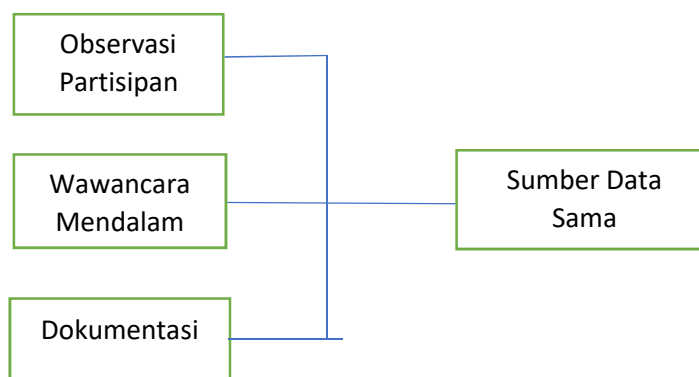 Observasi
Partisipan
Wawancara
Mendalam
Sumber Data
Sama
Dokumentasi